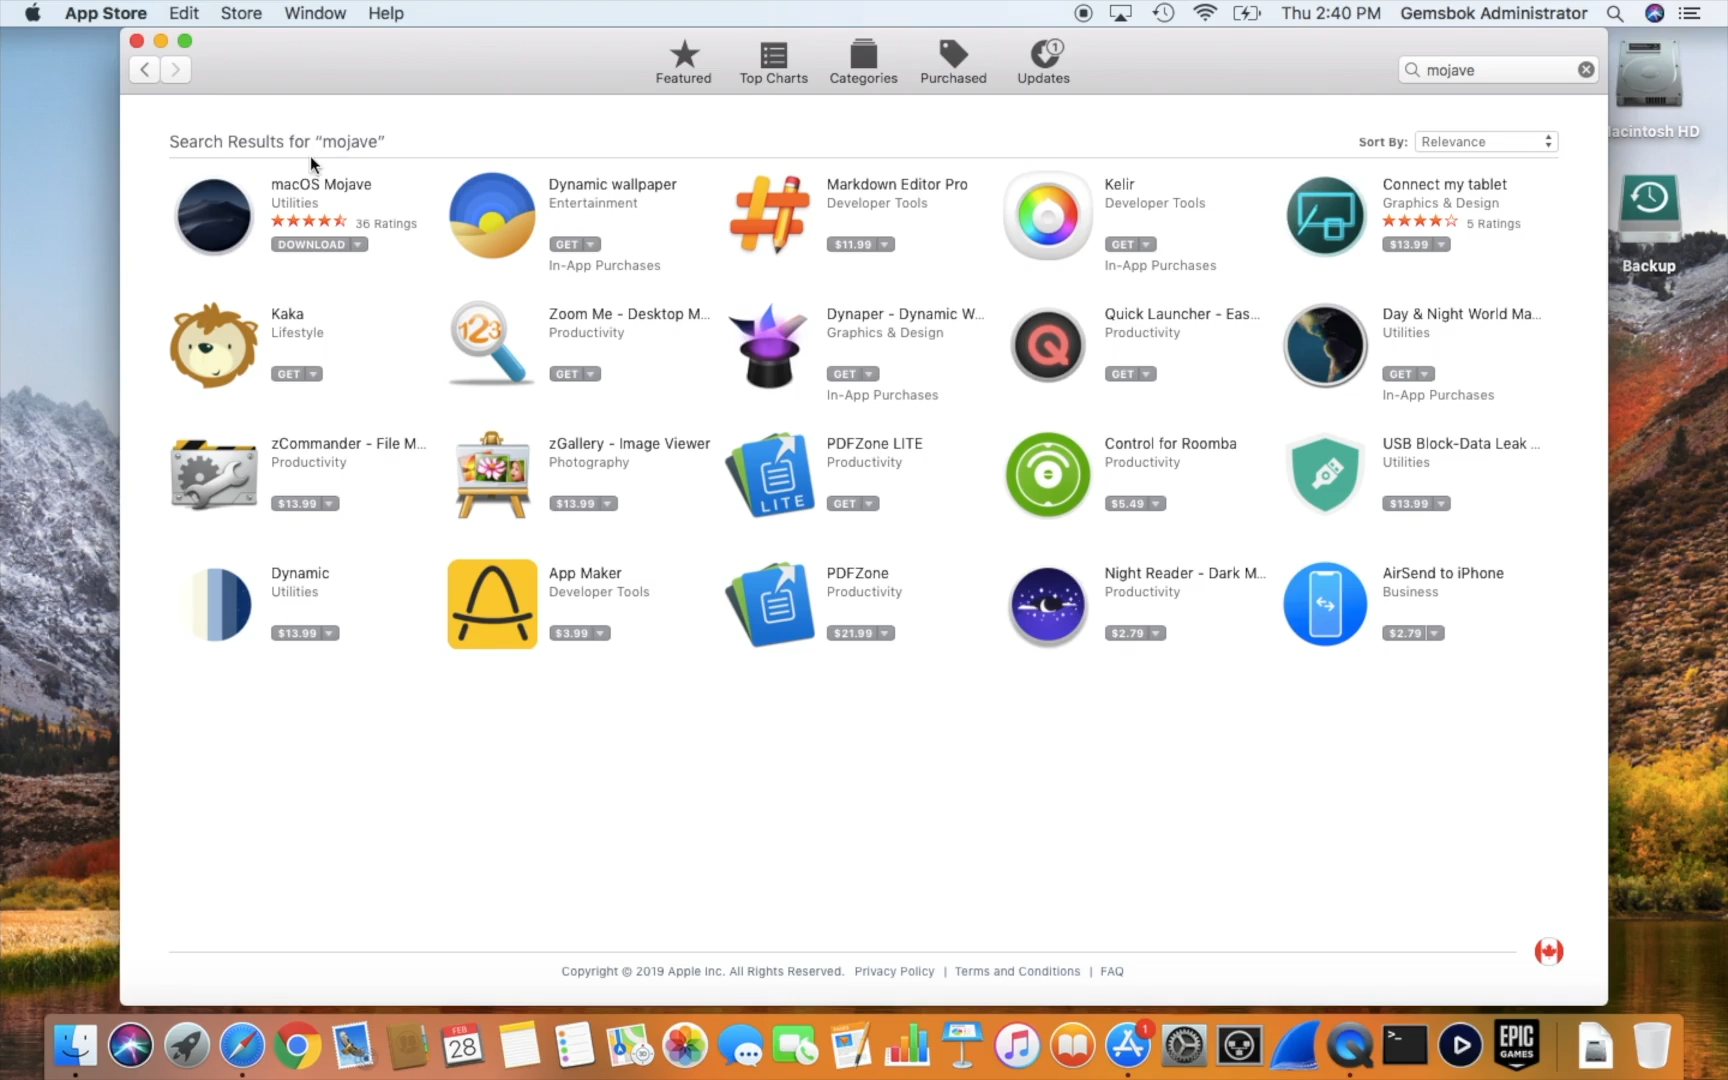 App Store Edit Store Window Help Thu 2:40 PM Gemsbok Administrator
Featured Top Charts Categories Purchased 1 Updates mojave
acintosh HD
Search Results for “mojave” Sort By: Relevance
macOS Mojave
Utilities
36 Ratings
DOWNLOAD
Dynamic wallpaper
Entertainment
GET
In-App Purchases
Markdown Editor Pro
Developer Tools
$11.99
Kelir
Developer Tools
GET
In-App Purchases
Connect my tablet
Graphics & Design
5 Ratings
$13.99
Backup
Kaka
Lifestyle
GET
123
Zoom Me - Desktop M...
Productivity
GET
Dynaper - Dynamic W...
Graphics & Design
GET
In-App Purchases
Q
Quick Launcher - Eas...
Productivity
GET
Day & Night World Ma...
Utilities
GET
In-App Purchases
zCommander - File M...
Productivity
$13.99
zGallery - Image Viewer
Photography
$13.99
LITE
PDFZone LITE
Productivity
GET
Control for Roomba
Productivity
$5.49
USB Block-Data Leak ...
Utilities
$13.99
Dynamic
Utilities
$13.99
App Maker
Developer Tools
$3.99
PDFZone
Productivity
$21.99
Night Reader - Dark M...
Productivity
$2.79
AirSend to iPhone
Business
$2.79
Copyright © 2019 Apple Inc. All Rights Reserved. Privacy Policy | Terms and Conditions | FAQ
FEB
28
1
>_
EPIC
GAMES